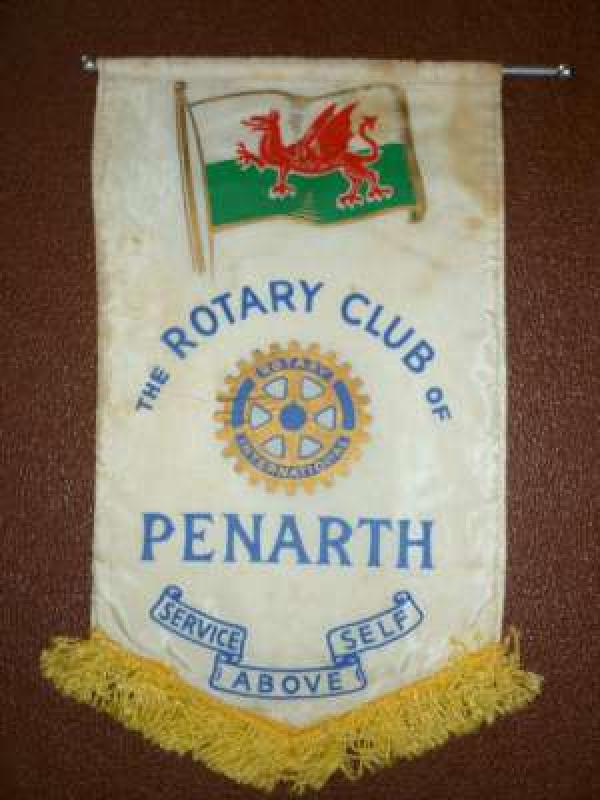 THE ROTARY CLUB OF
ROTARY
INTERNATIONAL
PENARTH
SERVICE
ABOVE
SELF